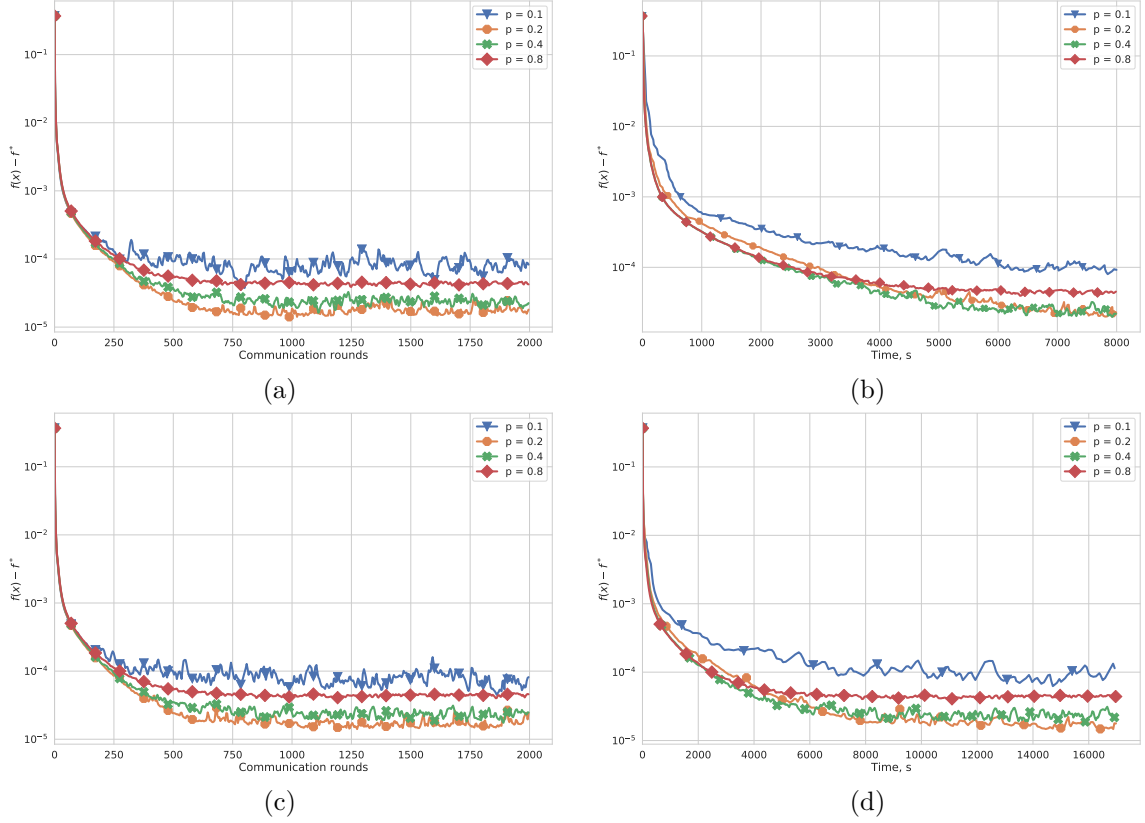 p = 0.1
p = 0.2
p = 0.4
p = 0.8
10⁻¹
10⁻²
10⁻³
10⁻⁴
10⁻⁵
f(x) − f*
0 250 500 750 1000 1250 1500 1750 2000
Communication rounds
(a)
p = 0.1
p = 0.2
p = 0.4
p = 0.8
10⁻¹
10⁻²
10⁻³
10⁻⁴
f(x) − f*
0 1000 2000 3000 4000 5000 6000 7000 8000
Time, s
(b)
p = 0.1
p = 0.2
p = 0.4
p = 0.8
10⁻¹
10⁻²
10⁻³
10⁻⁴
10⁻⁵
f(x) − f*
0 250 500 750 1000 1250 1500 1750 2000
Communication rounds
(c)
p = 0.1
p = 0.2
p = 0.4
p = 0.8
10⁻¹
10⁻²
10⁻³
10⁻⁴
10⁻⁵
f(x) − f*
0 2000 4000 6000 8000 10000 12000 14000 16000
Time, s
(d)